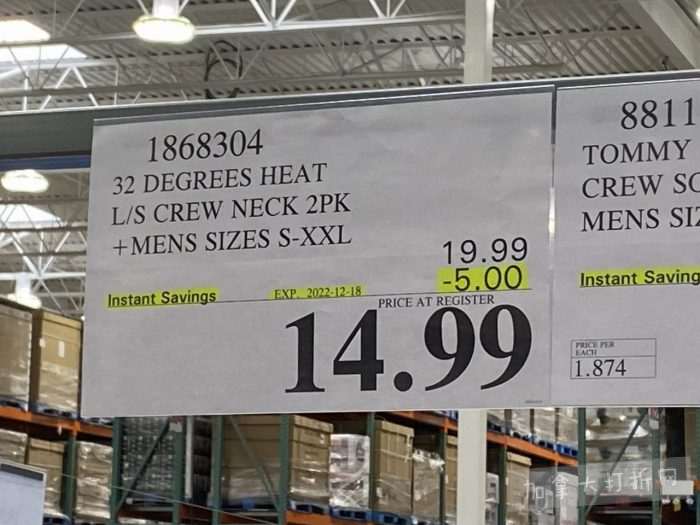 1868304
32 DEGREES HEAT
L/S CREW NECK 2PK
+MENS SIZES S-XXL
19.99
-5.00
Instant Savings
EXP. 2022-12-18
PRICE AT REGISTER
14.99
8811
TOMMY
CREW SO
MENS SIZ
Instant Saving
PRICE PER
EACH
1.874
加拿大打折网